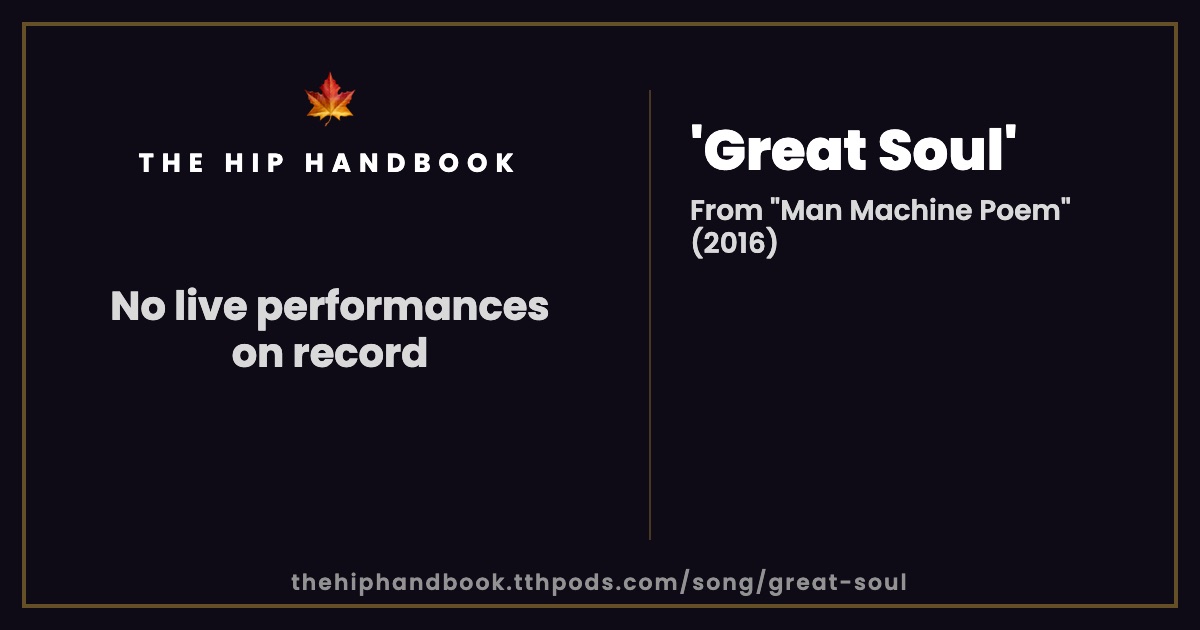 THE HIP HANDBOOK
No live performances
on record
'Great Soul'
From "Man Machine Poem"
(2016)
thehiphandbook.tthpods.com/song/great-soul